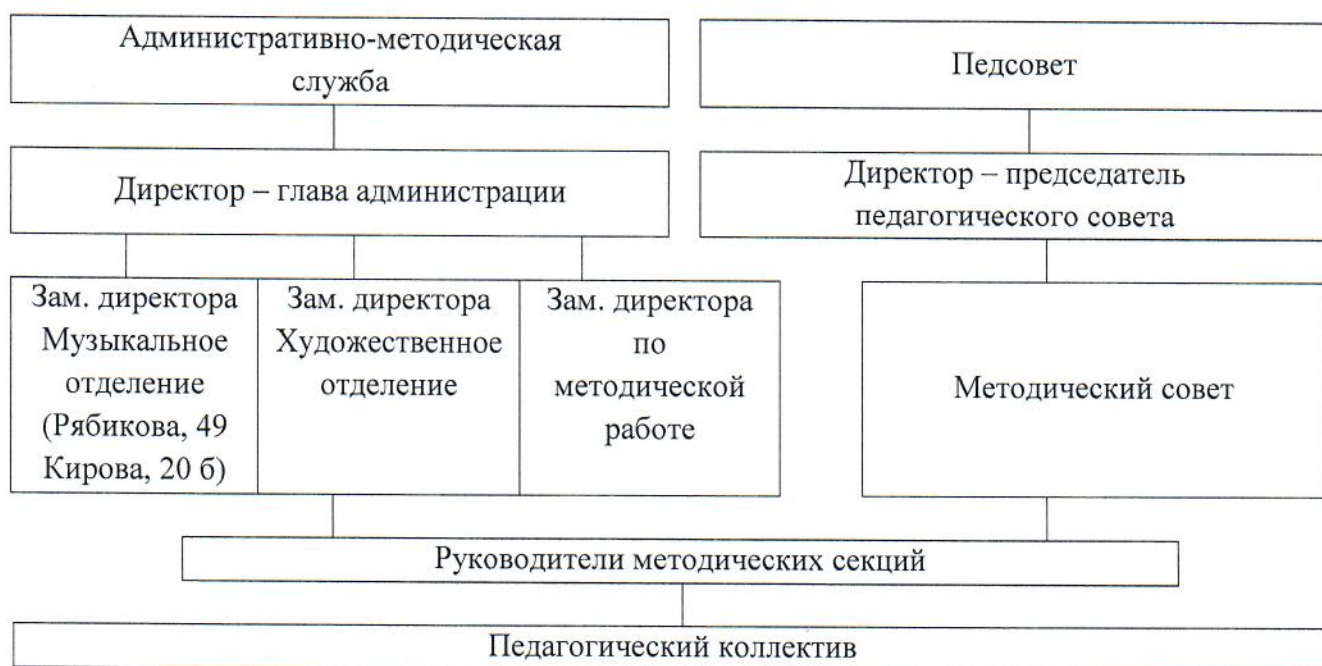 Административно-методическая
служба
Педсовет
Директор – глава администрации
Директор – председатель
педагогического совета
Зам. директора
Музыкальное
отделение
(Рябикова, 49
Кирова, 20 б)
Зам. директора
Художественное
отделение
Зам. директора
по
методической
работе
Методический совет
Руководители методических секций
Педагогический коллектив